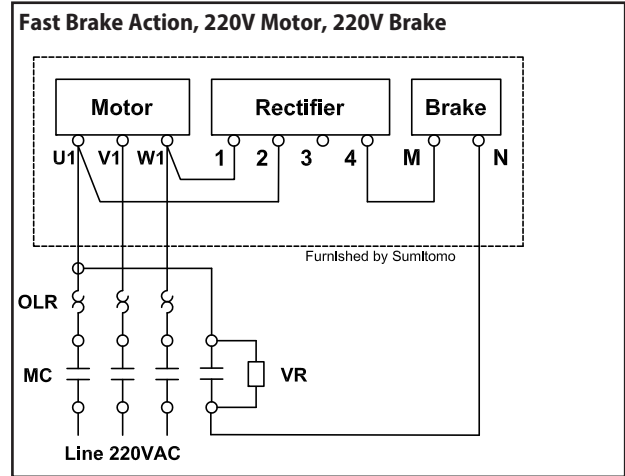 Fast Brake Action, 220V Motor, 220V Brake
Motor Rectifier Brake
U1 V1 W1 1 2 3 4 M N
Furnished by Sumitomo
OLR
MC VR
Line 220VAC